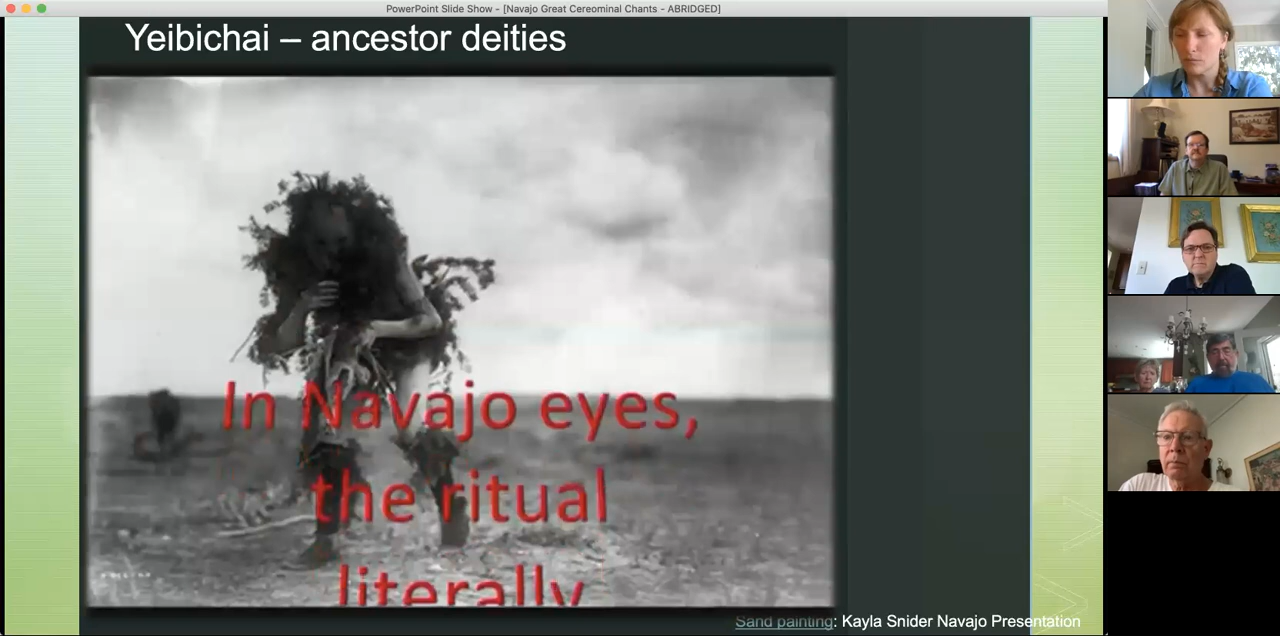 PowerPoint Slide Show - [Navajo Great Cereominal Chants - ABRIDGED]
Yeibichai – ancestor deities
In Navajo eyes,
the ritual
literally
Sand painting: Kayla Snider Navajo Presentation